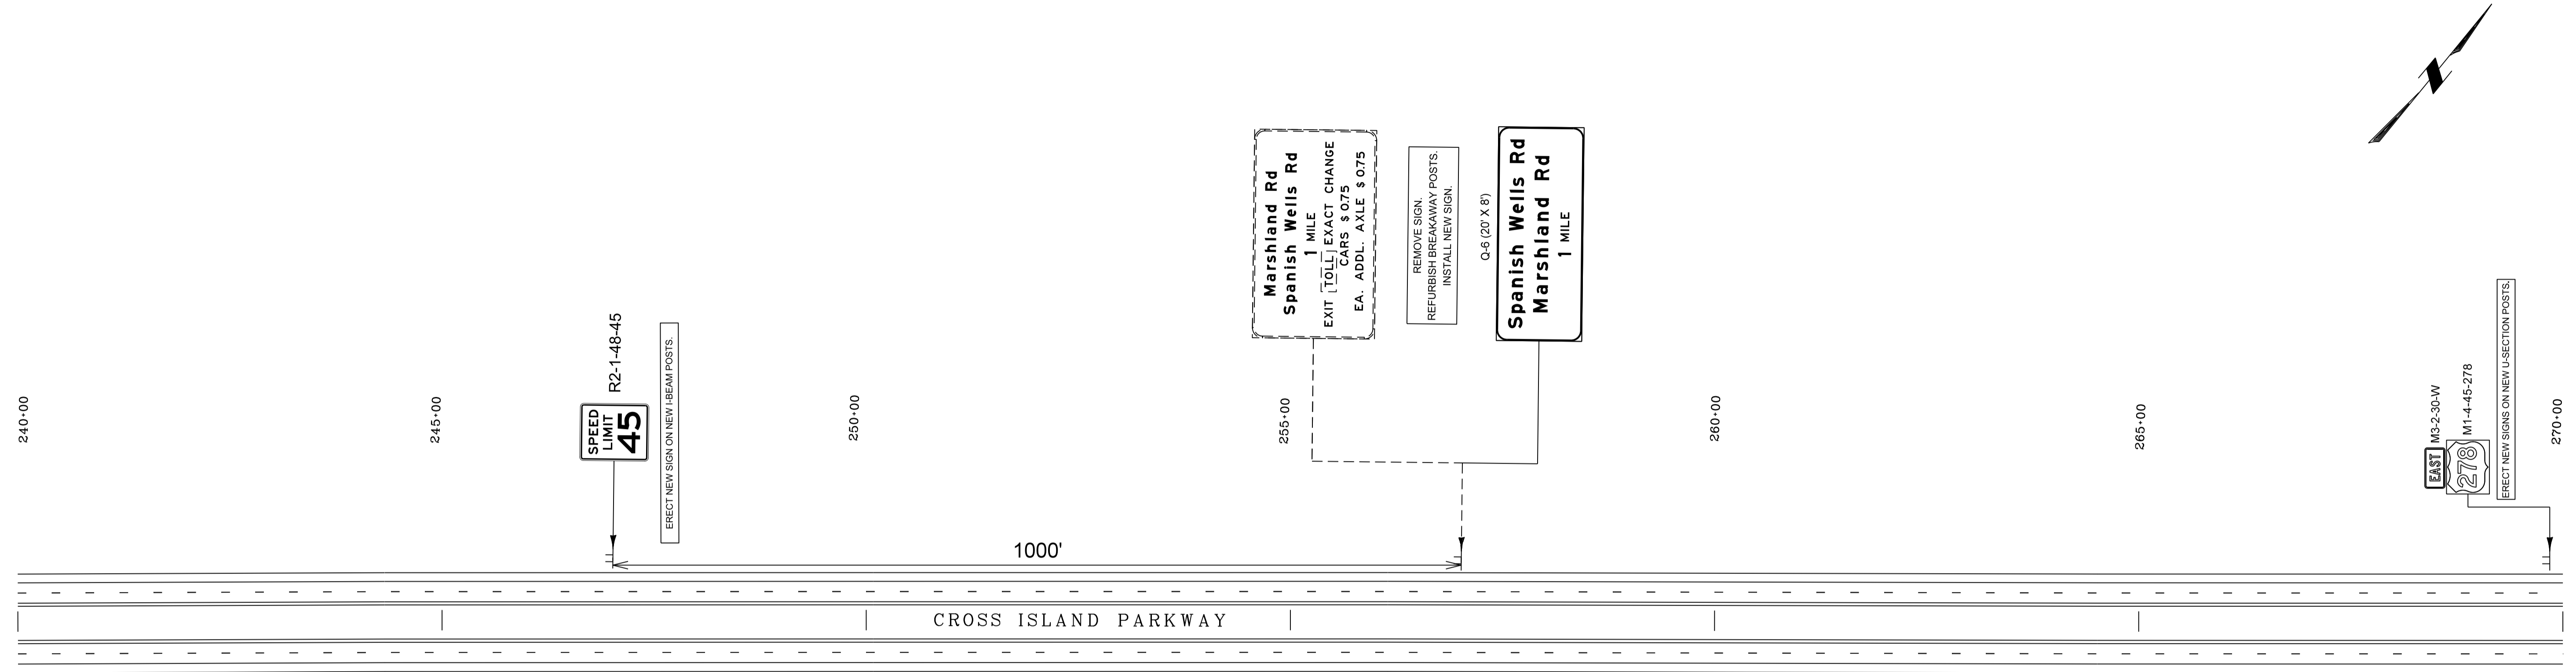 240+00
245+00
SPEED
LIMIT
45
R2-1-48-45
ERECT NEW SIGN ON NEW I-BEAM POSTS.
250+00
1000'
255+00
Marshland Rd
Spanish Wells Rd
1 MILE
EXIT TOLL EXACT CHANGE
CARS $ 0.75
EA. ADDL. AXLE $ 0.75
REMOVE SIGN.
REFURBISH BREAKAWAY POSTS.
INSTALL NEW SIGN.
Q-6 (20' X 8')
Spanish Wells Rd
Marshland Rd
1 MILE
260+00
265+00
M3-2-30-W
EAST
M1-4-45-278
278
ERECT NEW SIGNS ON NEW U-SECTION POSTS.
270+00
CROSS ISLAND PARKWAY